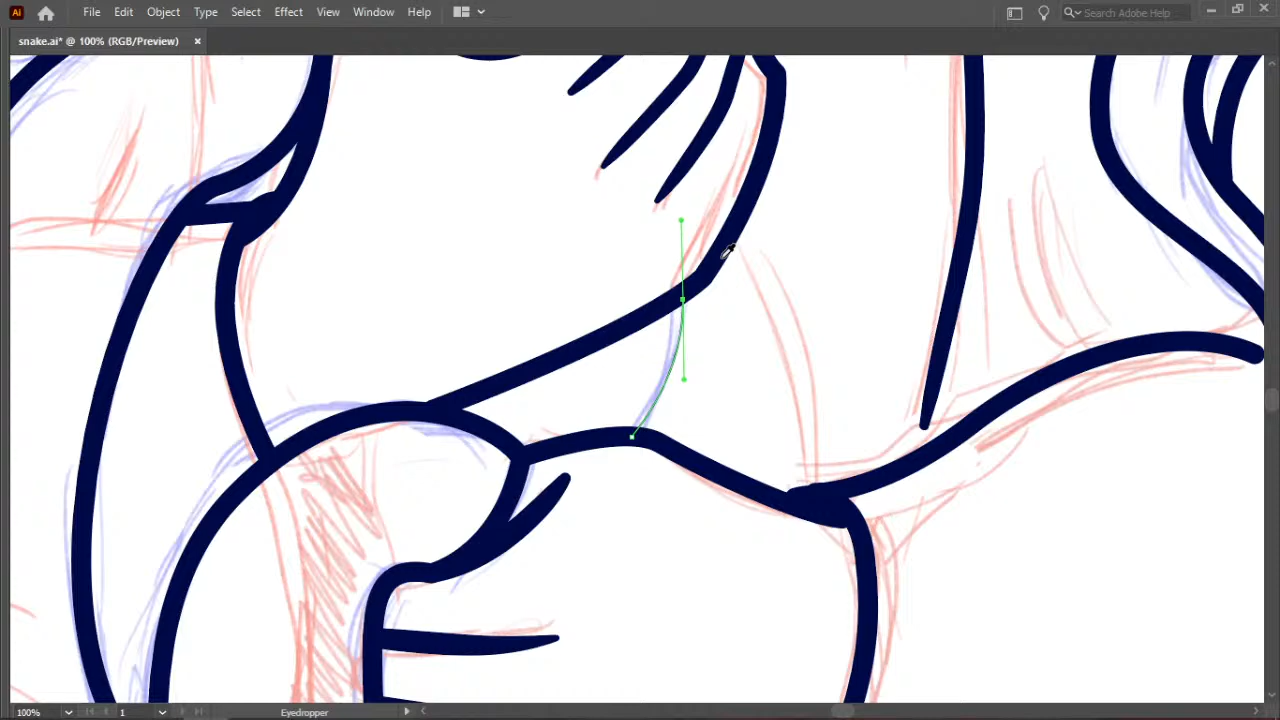 Ai File Edit Object Type Select Effect View Window Help Search Adobe Help
snake.ai* @ 100% (RGB/Preview) ×
100% 1 Eyedropper